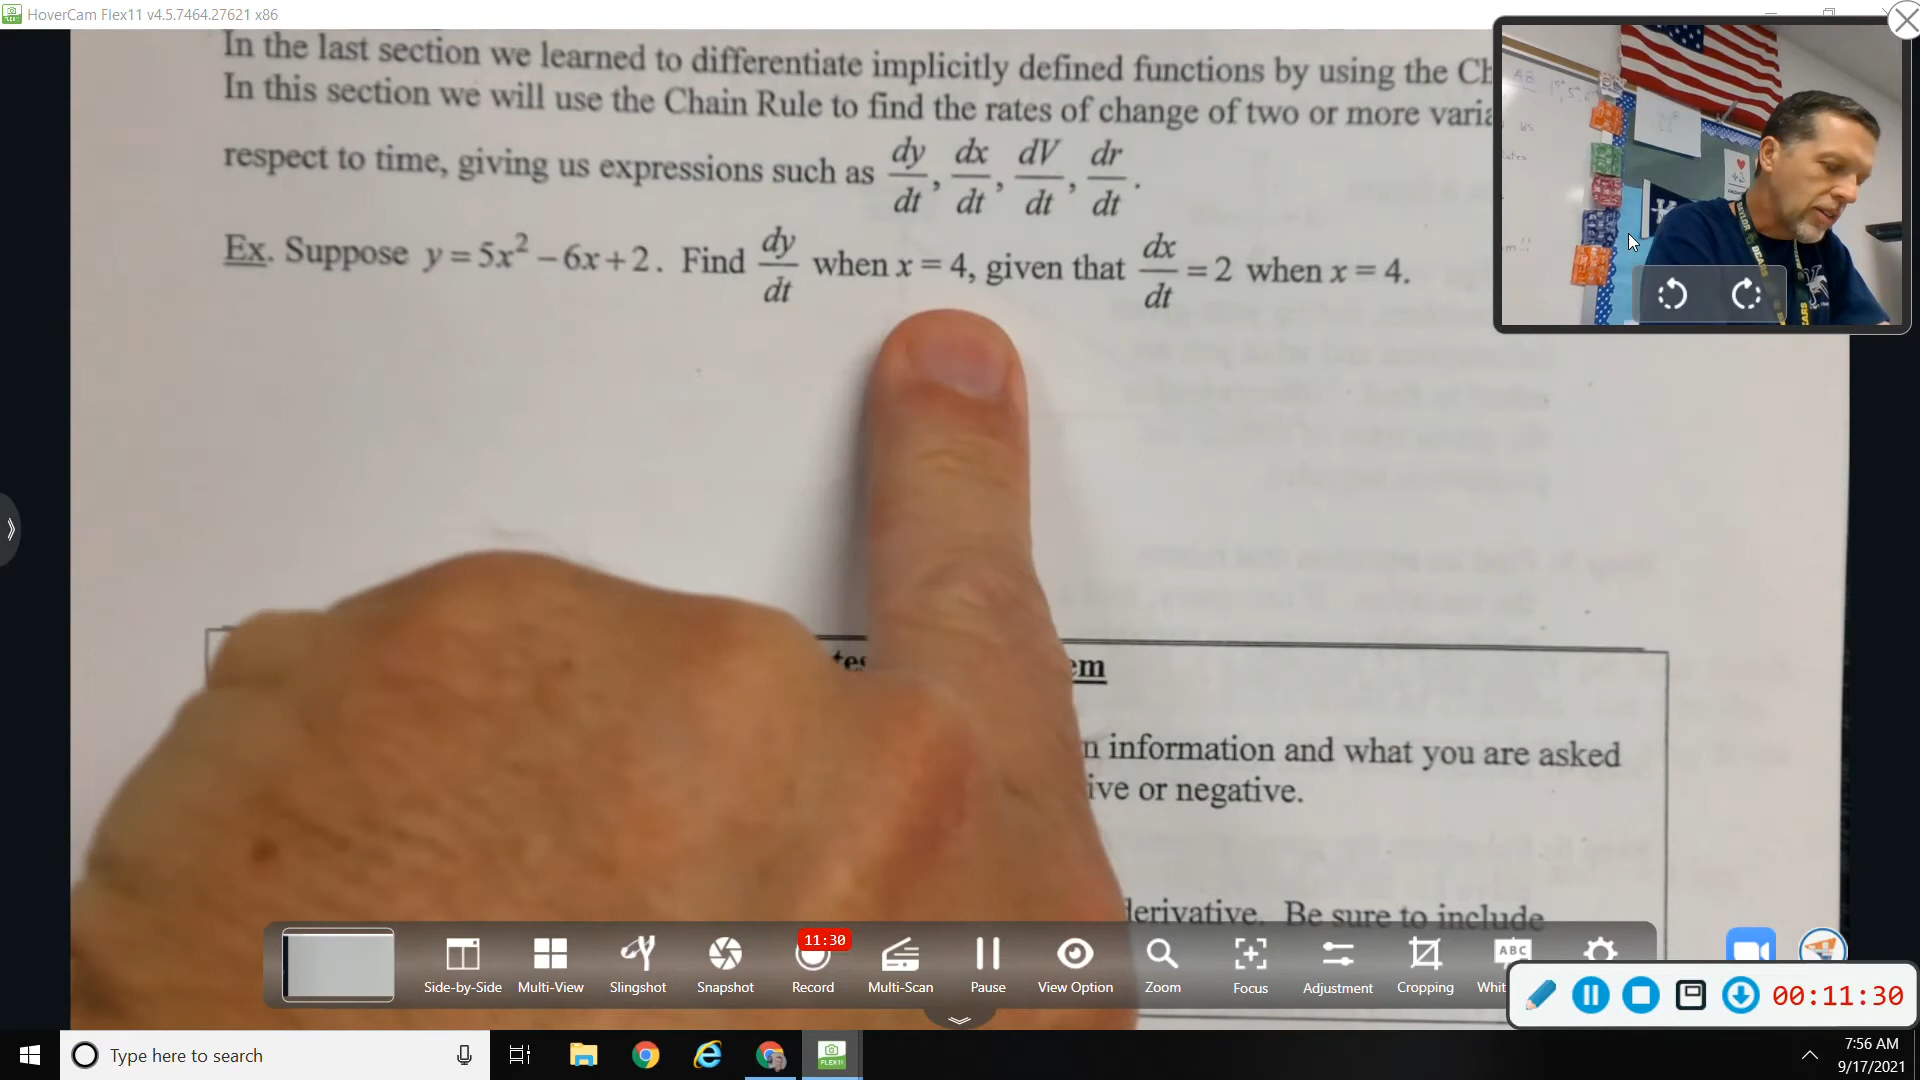 HoverCam Flex11 v4.5.7464.27621 x86
In the last section we learned to differentiate implicitly defined functions by using the
In this section we will use the Chain Rule to find the rates of change of two or more
respect to time, giving us expressions such as dy/dt, dx/dt, dV/dt, dr/dt.
Ex. Suppose y = 5x² − 6x + 2. Find dy/dt when x = 4, given that dx/dt = 2 when x = 4.
information and what you are asked
or negative.
derivative. Be sure to include
11:30
Side-by-Side Multi-View Slingshot Snapshot Record Multi-Scan Pause View Option Zoom Focus Adjustment Cropping
ABC
00:11:30
Type here to search
FLEX11
7:56 AM
9/17/2021